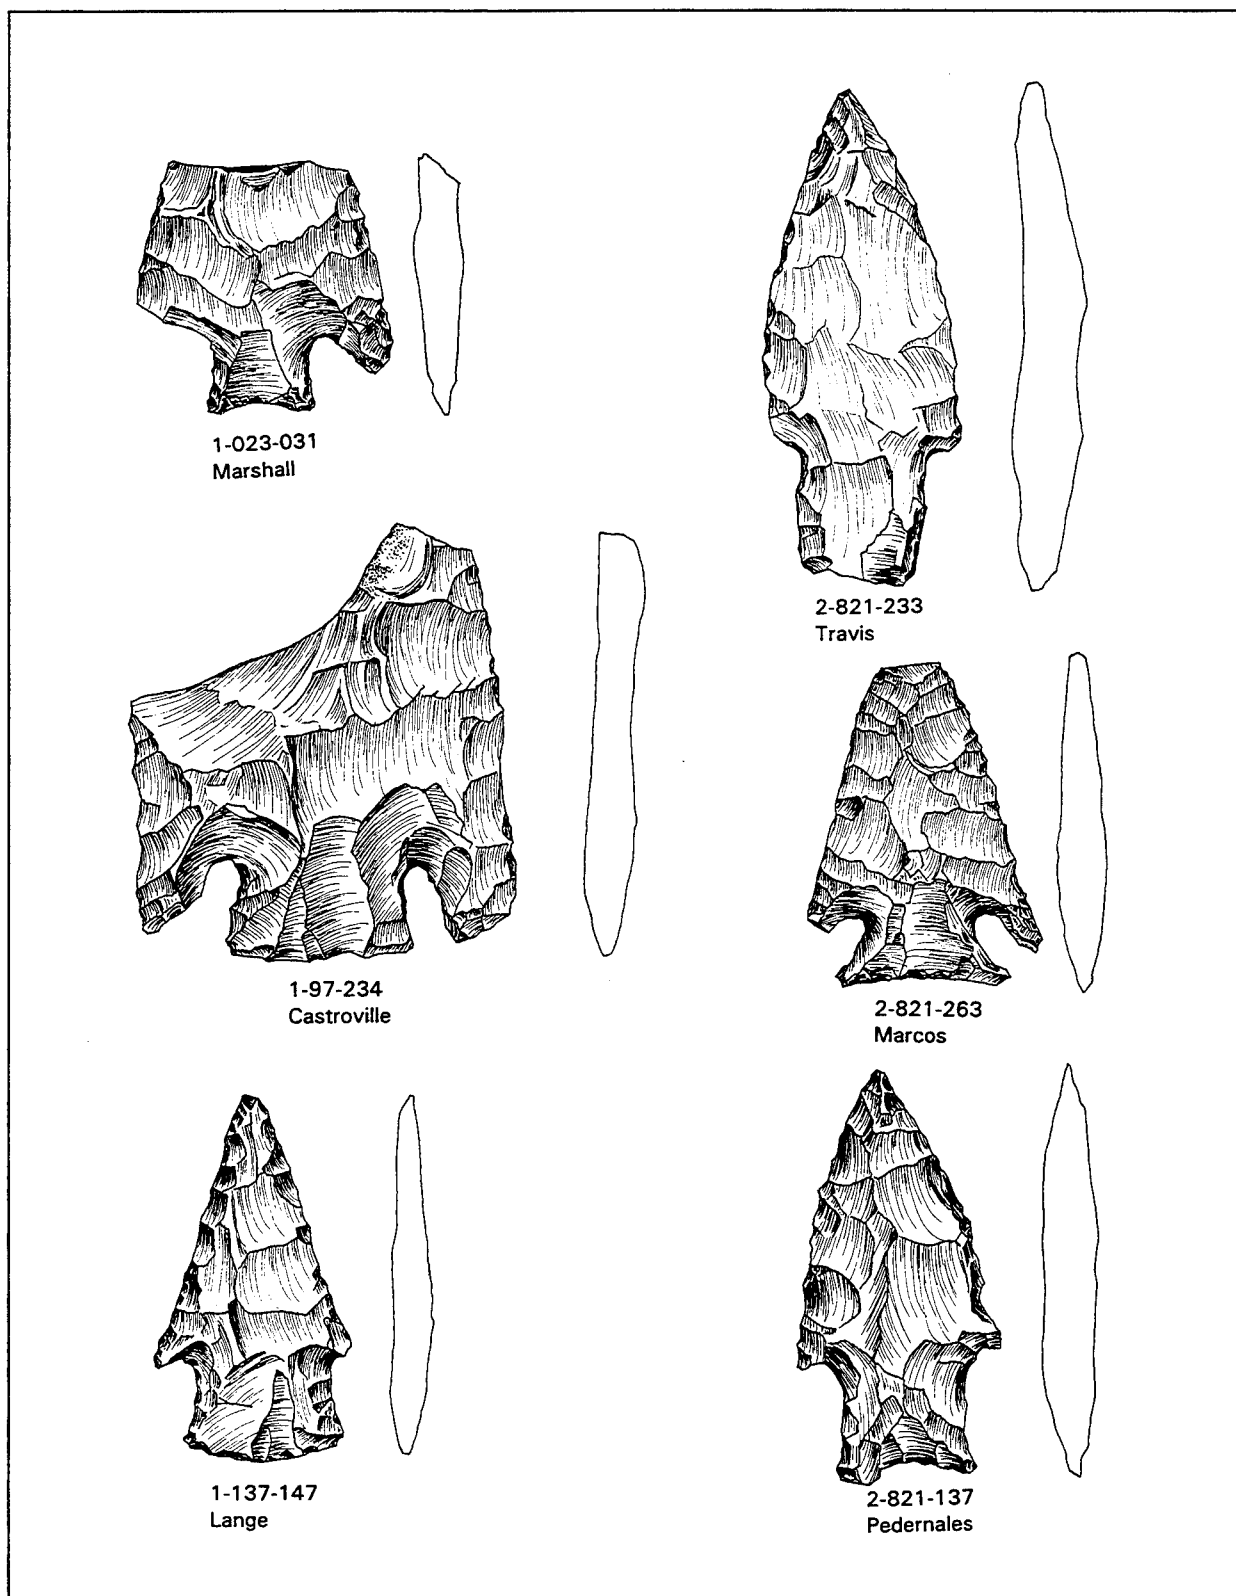 1-023-031
Marshall
2-821-233
Travis
1-97-234
Castroville
2-821-263
Marcos
1-137-147
Lange
2-821-137
Pedernales